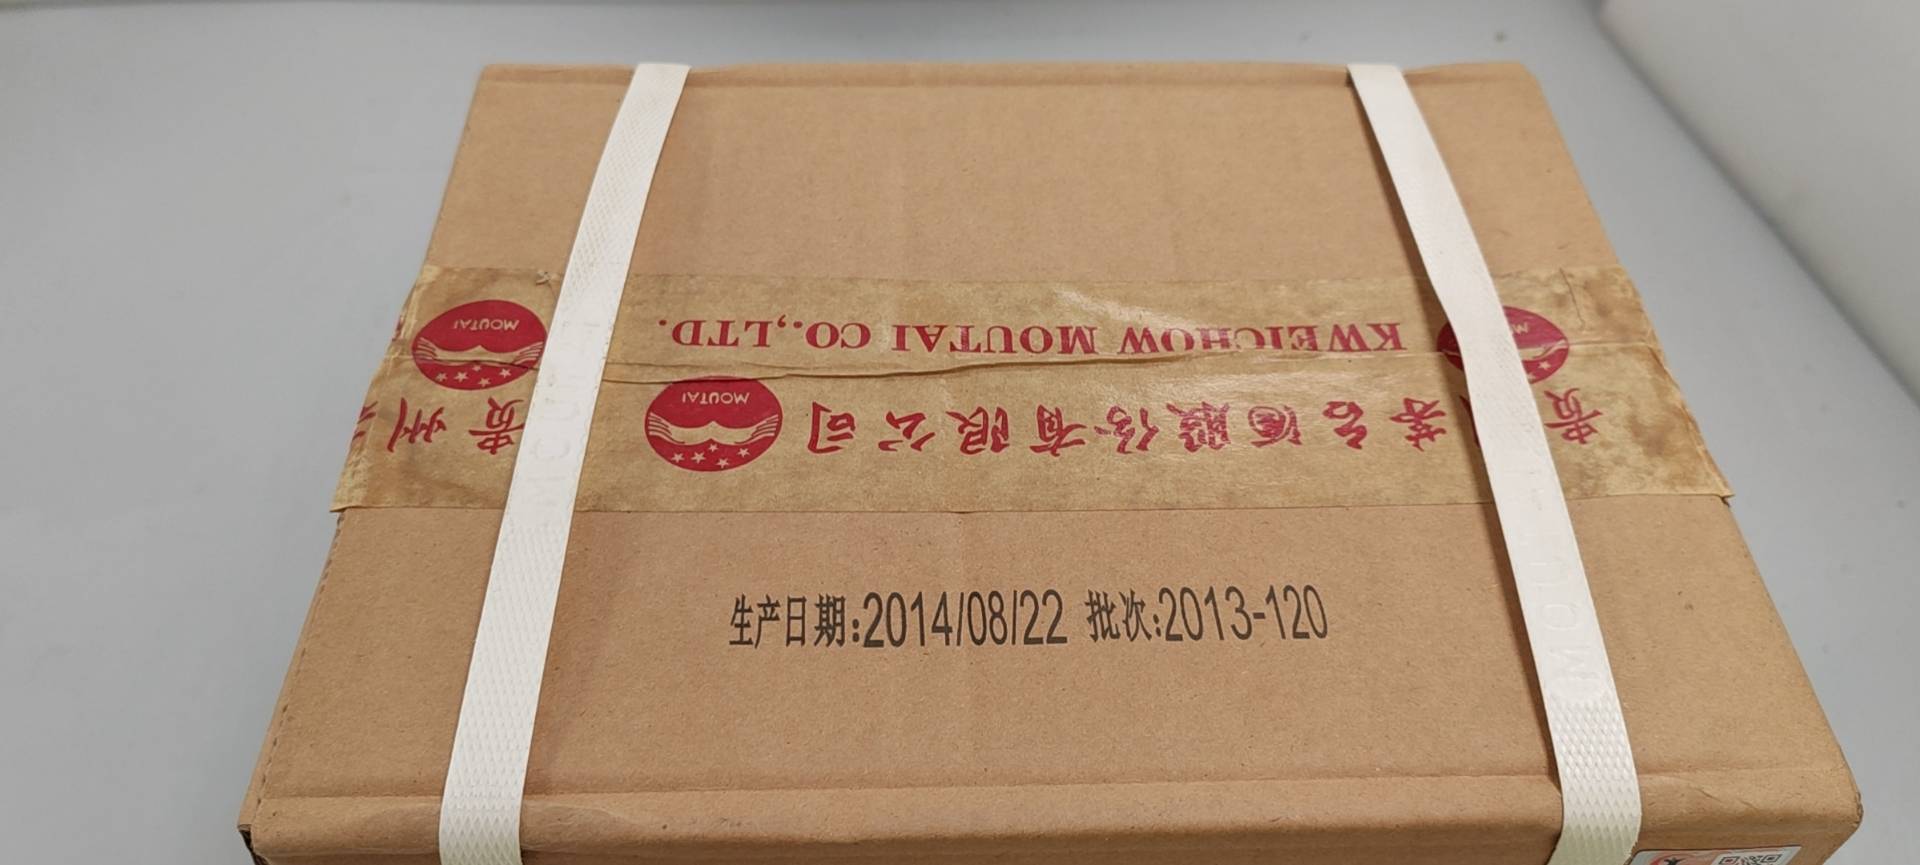 MOUTAI
KWEICHOW MOUTAI CO.,LTD.
贵州
MOUTAI
茅台酒股份有限公司
贵
生产日期:2014/08/22 批次:2013-120